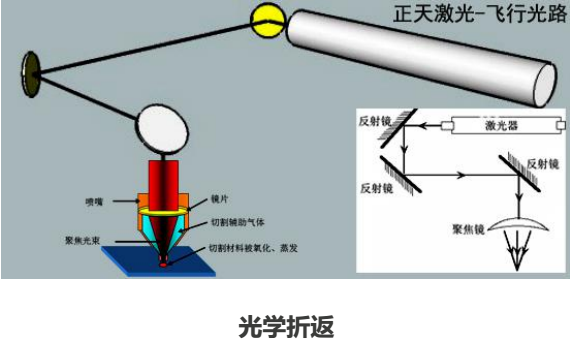 正天激光-飞行光路
反射镜
激光器
反射镜
反射镜
聚焦镜
喷嘴
镜片
切割辅助气体
聚焦光束
切割材料被氧化、蒸发
光学折返